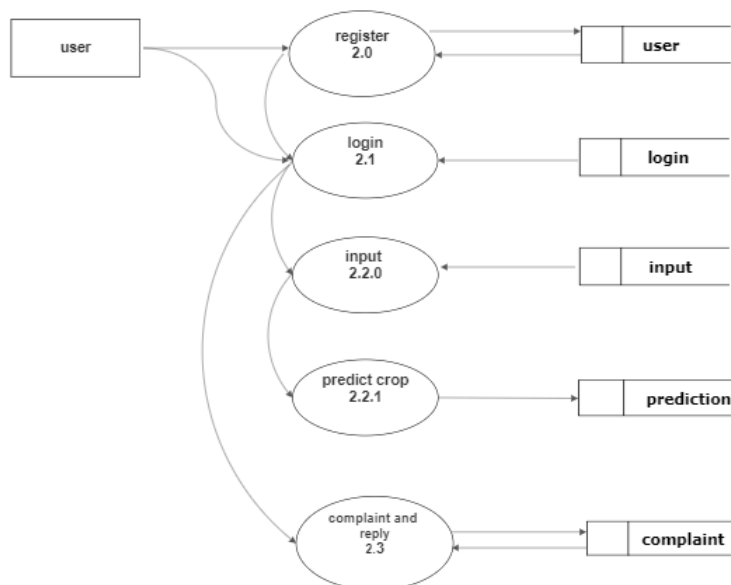 user
register
2.0
user
login
2.1
login
input
2.2.0
input
predict crop
2.2.1
prediction
complaint and
reply
2.3
complaint